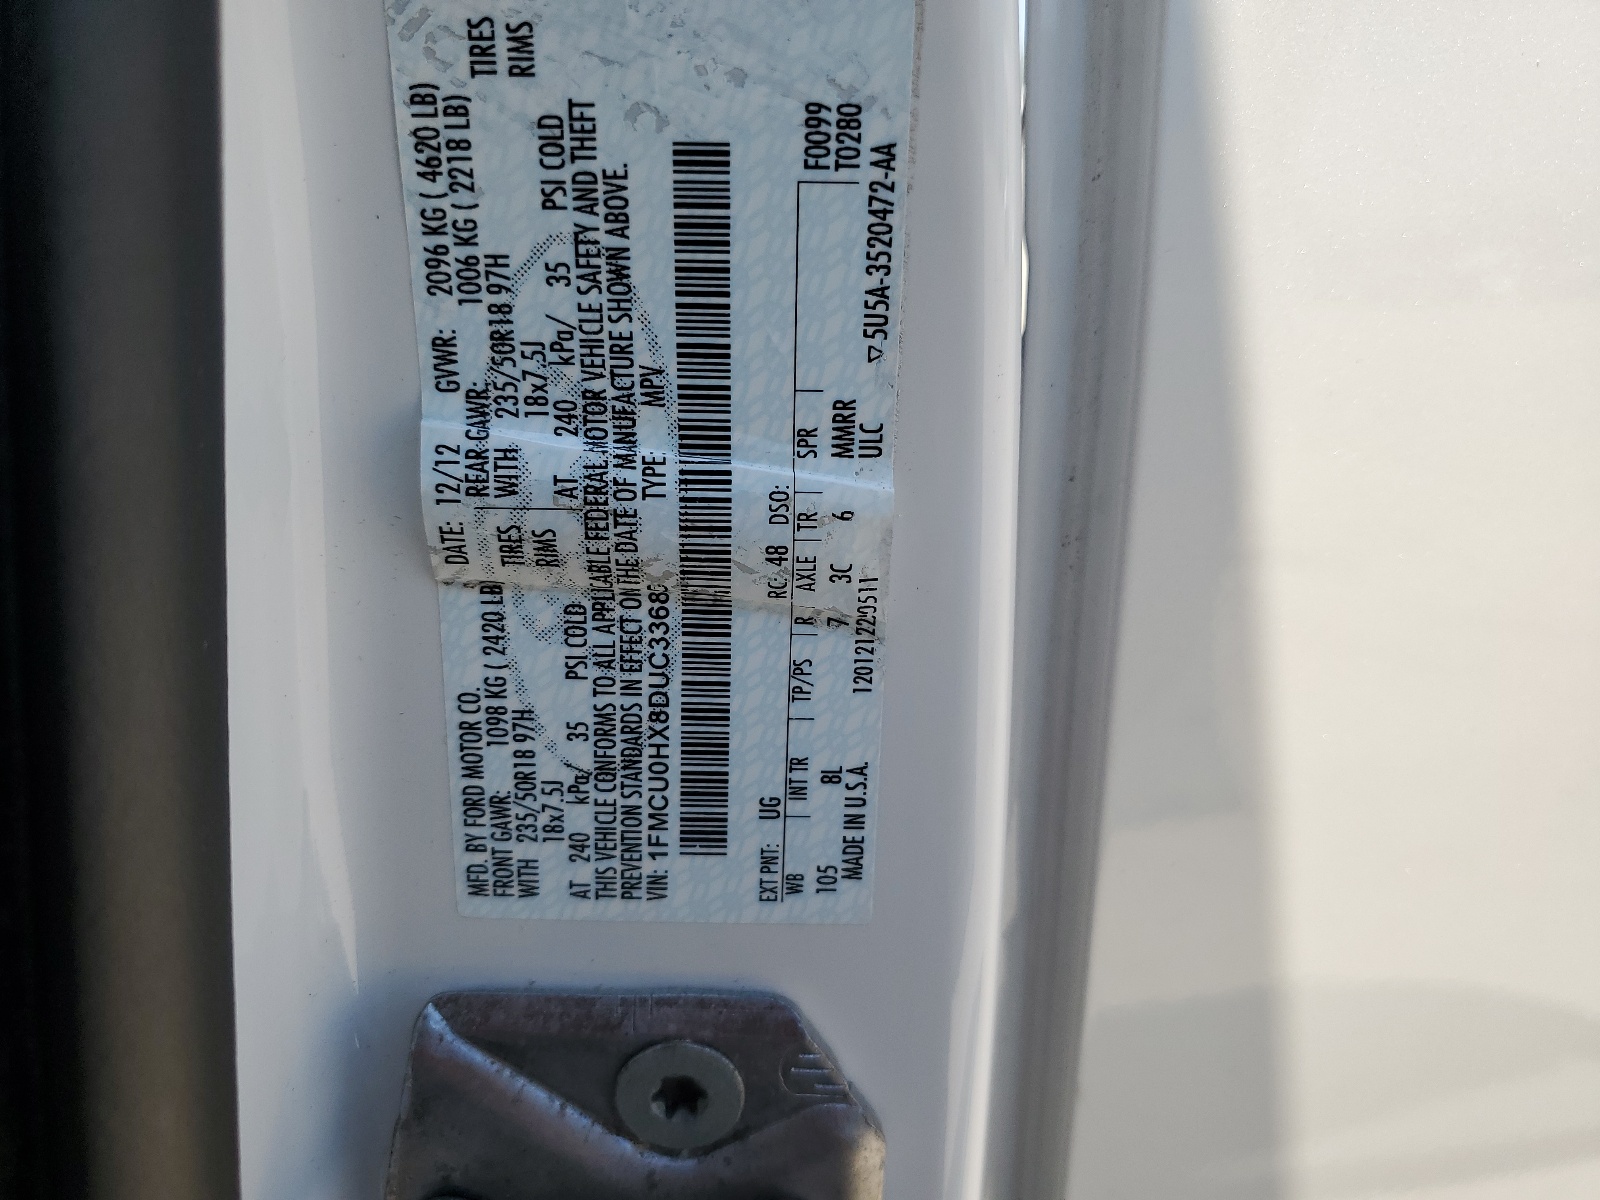 MFD. BY FORD MOTOR CO. DATE: 12/12 GVWR: 2096 KG ( 4620 LB)
FRONT GAWR: 1098 KG ( 2420 LB) REAR GAWR: 1006 KG ( 2218 LB)
WITH 235/50R18 97H TIRES WITH 235/50R18 97H TIRES
18x7.5J RIMS 18x7.5J RIMS
AT 240 kPa/ 35 PSI COLD AT 240 kPa/ 35 PSI COLD
THIS VEHICLE CONFORMS TO ALL APPLICABLE FEDERAL MOTOR VEHICLE SAFETY AND THEFT
PREVENTION STANDARDS IN EFFECT ON THE DATE OF MANUFACTURE SHOWN ABOVE.
VIN: TYPE: MPV
EXT PNT: UG RC: 48 DSO: F0099
WB INT TR TP/PS R AXLE TR SPR T0280
105 8L 7 3C 6 MMRR
MADE IN U.S.A. 12012122 0511 ULC ▽5U5A-3520472-AA